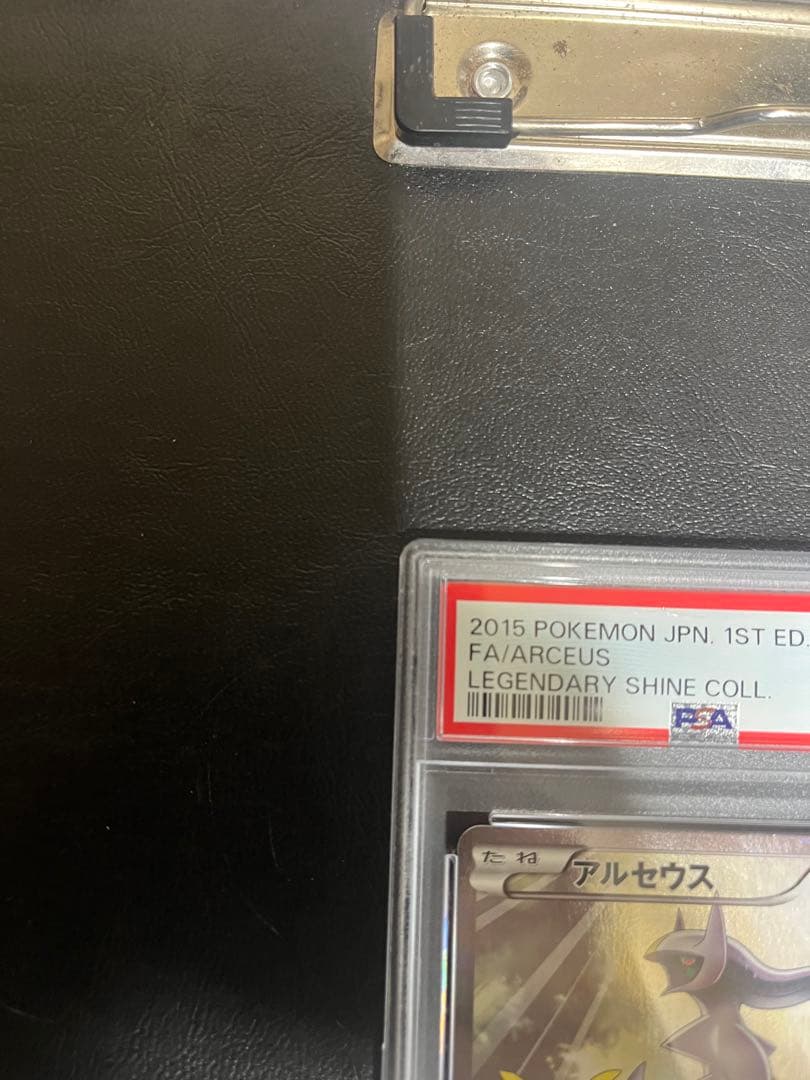 2015 POKEMON JPN. 1ST ED.
FA/ARCEUS
LEGENDARY SHINE COLL.
PSA
たね
アルセウス